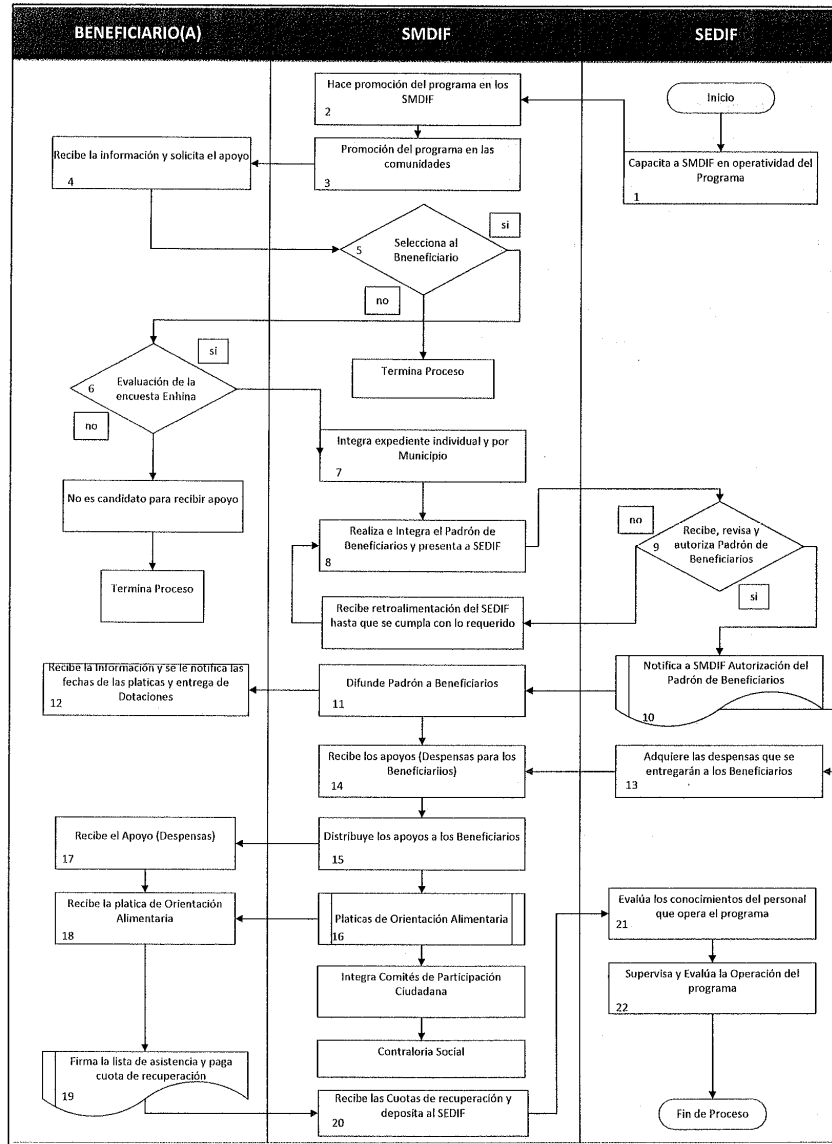 BENEFICIARIO(A)
SMDIF
SEDIF
Inicio
Capacita a SMDIF en operatividad del
Programa
1
Hace promoción del programa en los
SMDIF
2
Promoción del programa en las
comunidades
3
Recibe la información y solicita el apoyo
4
si
5
Selecciona al
Bneneficiario
no
Termina Proceso
si
6
Evaluación de la
encuesta Enhina
no
No es candidato para recibir apoyo
Termina Proceso
Integra expediente individual y por
Municipio
7
Realiza e Integra el Padrón de
Beneficiarios y presenta a SEDIF
8
no
Recibe, revisa y
9 autoriza Padrón de
Beneficiarios
si
Recibe retroalimentación del SEDIF
hasta que se cumpla con lo requerido
Notifica a SMDIF Autorización del
Padrón de Beneficiarios
10
Difunde Padrón a Beneficiarios
11
Recibe la Información y se le notifica las
fechas de las platicas y entrega de
12 Dotaciones
Adquiere las despensas que se
entregarán a los Beneficiarios
13
Recibe los apoyos (Despensas para los
Beneficiariios)
14
Distribuye los apoyos a los Beneficiarios
15
Recibe el Apoyo (Despensas)
17
Platicas de Orientación Alimentaria
16
Recibe la platica de Orientación
Alimentaria
18
Integra Comités de Participación
Ciudadana
Contraloria Social
Firma la lista de asistencia y paga
cuota de recuperación
19
Recibe las Cuotas de recuperación y
deposita al SEDIF
20
Evalúa los conocimientos del personal
que opera el programa
21
Supervisa y Evalúa la Operación del
programa
22
Fin de Proceso